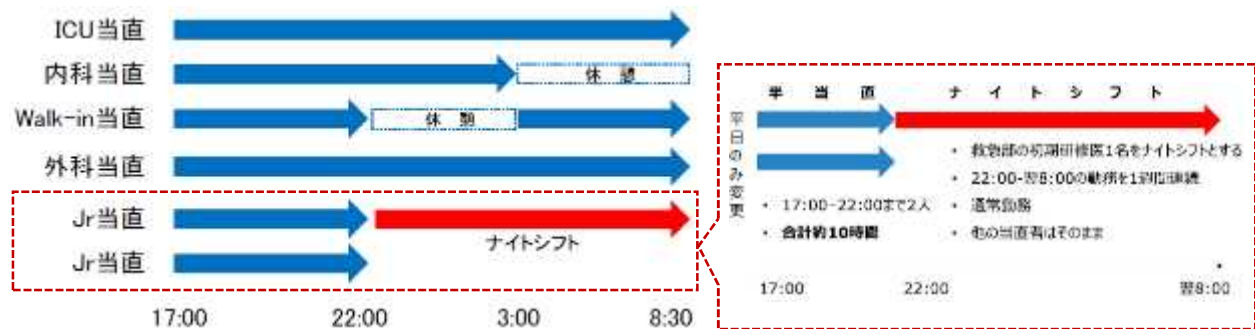 ICU当直
内科当直
休 憩
Walk-in当直
休 憩
外科当直
Jr当直
ナイトシフト
Jr当直
17:00 22:00 3:00 8:30
半 当 直
ナ イ ト シ フ ト
平日のみ変更
・ 救急部の初期研修医1名をナイトシフトとする
・ 22:00-翌8:00の勤務を1週間連続
・ 17:00-22:00まで2人
・ 通常勤務
・ 合計約10時間
・ 他の当直者はそのまま
17:00 22:00 翌8:00